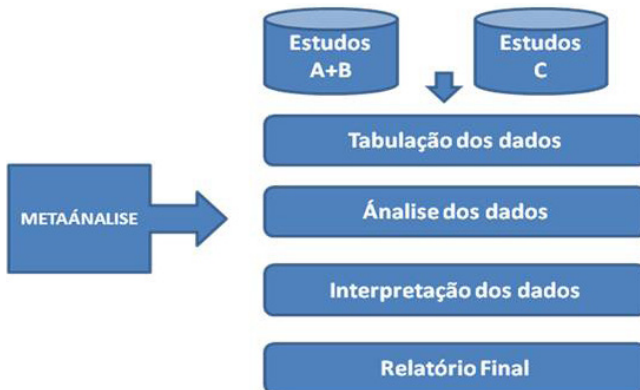 Estudos
A+B
Estudos
C
Tabulação dos dados
METAÁNALISE
Ánalise dos dados
Interpretação dos dados
Relatório Final